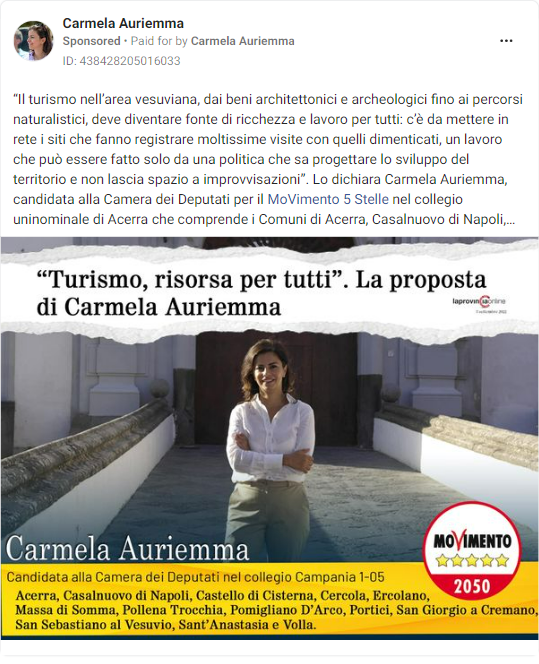 Carmela Auriemma
Sponsored • Paid for by Carmela Auriemma
ID: 438428205016033
“Il turismo nell’area vesuviana, dai beni architettonici e archeologici fino ai percorsi
naturalistici, deve diventare fonte di ricchezza e lavoro per tutti: c’è da mettere in
rete i siti che fanno registrare moltissime visite con quelli dimenticati, un lavoro
che può essere fatto solo da una politica che sa progettare lo sviluppo del
territorio e non lascia spazio a improvvisazioni”. Lo dichiara Carmela Auriemma,
candidata alla Camera dei Deputati per il MoVimento 5 Stelle nel collegio
uninominale di Acerra che comprende i Comuni di Acerra, Casalnuovo di Napoli,...
“Turismo, risorsa per tutti”. La proposta
di Carmela Auriemma
laprovinciaonline
Carmela Auriemma
MOVIMENTO
2050
Candidata alla Camera dei Deputati nel collegio Campania 1-05
Acerra, Casalnuovo di Napoli, Castello di Cisterna, Cercola, Ercolano,
Massa di Somma, Pollena Trocchia, Pomigliano D’Arco, Portici, San Giorgio a Cremano,
San Sebastiano al Vesuvio, Sant’Anastasia e Volla.